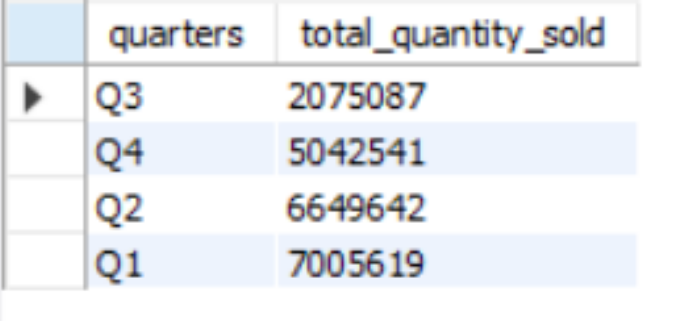 quarters total_quantity_sold
Q3 2075087
Q4 5042541
Q2 6649642
Q1 7005619